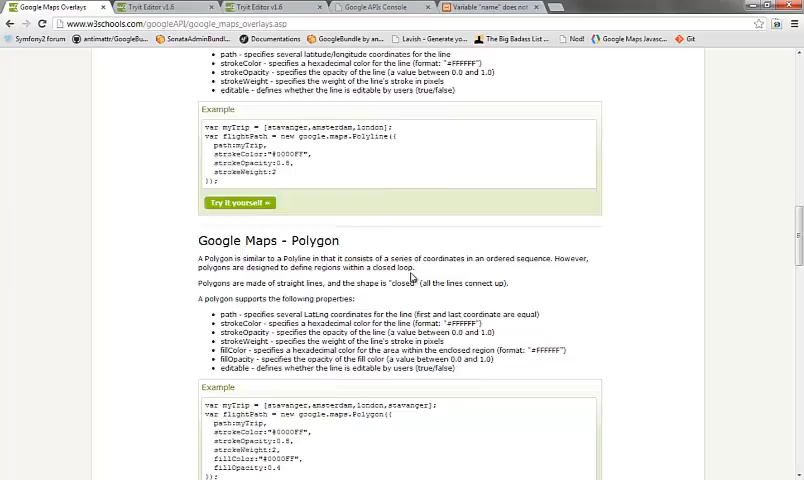 Google Maps Overlays
Tryit Editor v1.6
Tryit Editor v1.6
Google APIs Console
Variable "name" does not
www.w3schools.com/googleAPI/google_maps_overlays.asp
Symfony2 forum
antimattr/GoogleBu...
SonataAdminBundl...
Documentations
GoogleBundle by an...
Lavish - Generate yo...
The Big Badass List ...
Nod!
Google Maps Javasc...
Git
path - specifies several latitude/longitude coordinates for the line
strokeColor - specifies a hexadecimal color for the line (format: "#FFFFFF")
strokeOpacity - specifies the opacity of the line (a value between 0.0 and 1.0)
strokeWeight - specifies the weight of the line's stroke in pixels
editable - defines whether the line is editable by users (true/false)
Example
var myTrip = [stavanger,amsterdam,london];
var flightPath = new google.maps.Polyline({
path:myTrip,
strokeColor:"#0000FF",
strokeOpacity:0.8,
strokeWeight:2
});
Try it yourself »
Google Maps - Polygon
A Polygon is similar to a Polyline in that it consists of a series of coordinates in an ordered sequence. However,
polygons are designed to define regions within a closed loop.
Polygons are made of straight lines, and the shape is "closed" (all the lines connect up).
A polygon supports the following properties:
path - specifies several LatLng coordinates for the line (first and last coordinate are equal)
strokeColor - specifies a hexadecimal color for the line (format: "#FFFFFF")
strokeOpacity - specifies the opacity of the line (a value between 0.0 and 1.0)
strokeWeight - specifies the weight of the line's stroke in pixels
fillColor - specifies a hexadecimal color for the area within the enclosed region (format: "#FFFFFF")
fillOpacity - specifies the opacity of the fill color (a value between 0.0 and 1.0)
editable - defines whether the line is editable by users (true/false)
Example
var myTrip = [stavanger,amsterdam,london,stavanger];
var flightPath = new google.maps.Polygon({
path:myTrip,
strokeColor:"#0000FF",
strokeOpacity:0.8,
strokeWeight:2,
fillColor:"#0000FF",
fillOpacity:0.4
});